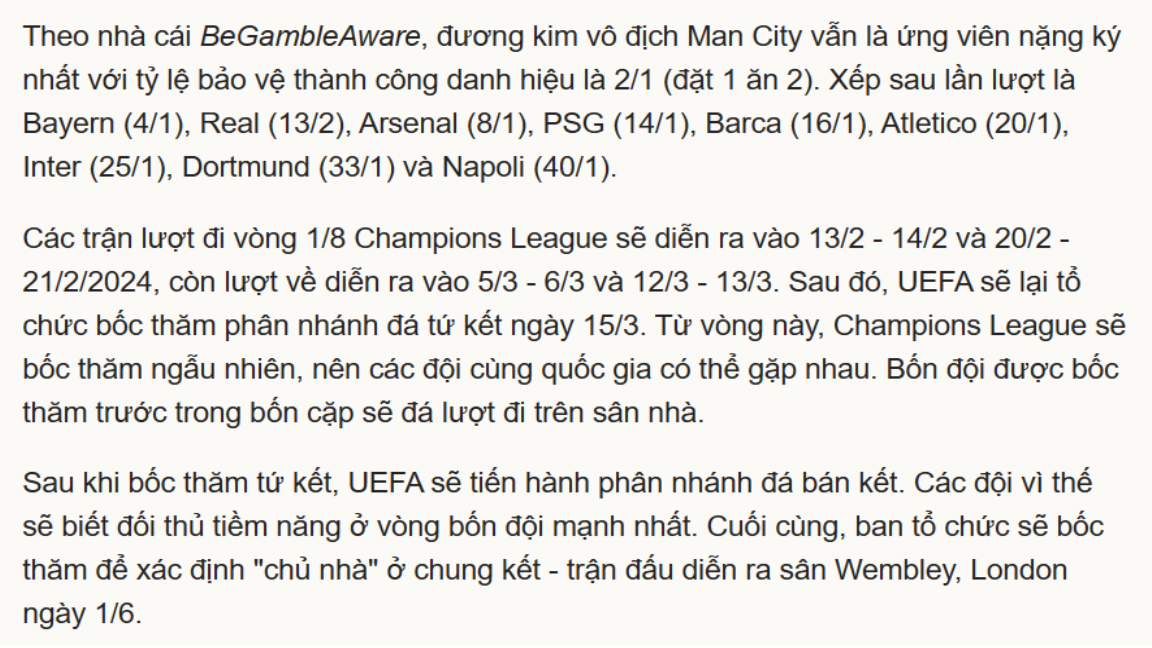 Theo nhà cái BeGambleAware, đương kim vô địch Man City vẫn là ứng viên nặng ký
nhất với tỷ lệ bảo vệ thành công danh hiệu là 2/1 (đặt 1 ăn 2). Xếp sau lần lượt là
Bayern (4/1), Real (13/2), Arsenal (8/1), PSG (14/1), Barca (16/1), Atletico (20/1),
Inter (25/1), Dortmund (33/1) và Napoli (40/1).
Các trận lượt đi vòng 1/8 Champions League sẽ diễn ra vào 13/2 - 14/2 và 20/2 -
21/2/2024, còn lượt về diễn ra vào 5/3 - 6/3 và 12/3 - 13/3. Sau đó, UEFA sẽ lại tổ
chức bốc thăm phân nhánh đá tứ kết ngày 15/3. Từ vòng này, Champions League sẽ
bốc thăm ngẫu nhiên, nên các đội cùng quốc gia có thể gặp nhau. Bốn đội được bốc
thăm trước trong bốn cặp sẽ đá lượt đi trên sân nhà.
Sau khi bốc thăm tứ kết, UEFA sẽ tiến hành phân nhánh đá bán kết. Các đội vì thế
sẽ biết đối thủ tiềm năng ở vòng bốn đội mạnh nhất. Cuối cùng, ban tổ chức sẽ bốc
thăm để xác định "chủ nhà" ở chung kết - trận đấu diễn ra sân Wembley, London
ngày 1/6.